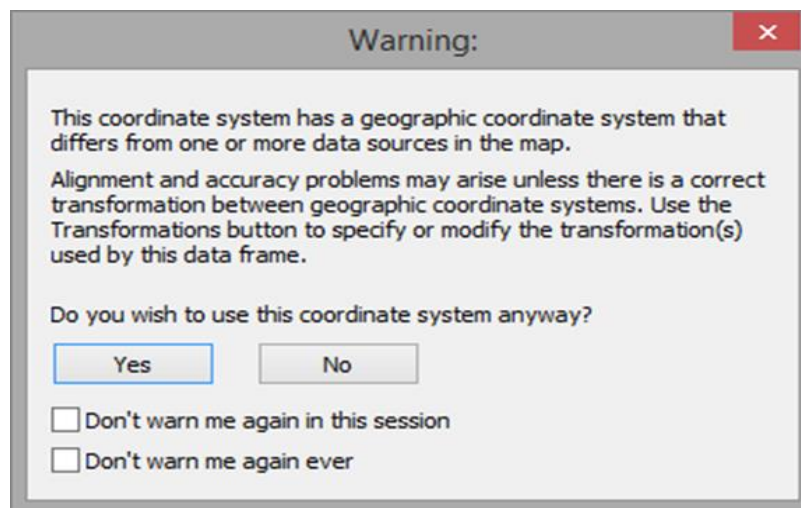 Warning:
This coordinate system has a geographic coordinate system that
differs from one or more data sources in the map.
Alignment and accuracy problems may arise unless there is a correct
transformation between geographic coordinate systems. Use the
Transformations button to specify or modify the transformation(s)
used by this data frame.
Do you wish to use this coordinate system anyway?
Yes No
Don't warn me again in this session
Don't warn me again ever